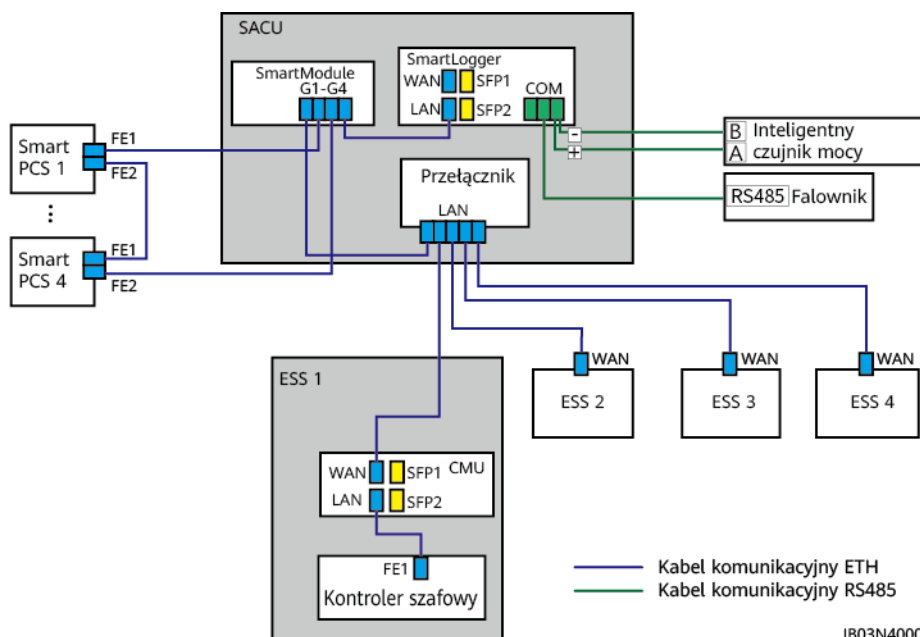 SACU
SmartLogger
SmartModule
G1-G4
WAN
SFP1
COM
LAN
SFP2
Smart
PCS 1
FE1
FE2
-
+
B Inteligentny
A czujnik mocy
RS485 Falownik
Przełącznik
LAN
...
Smart
PCS 4
FE1
FE2
ESS 1
WAN
ESS 2
WAN
ESS 3
WAN
ESS 4
WAN
SFP1
CMU
LAN
SFP2
FE1
Kontroler szafowy
Kabel komunikacyjny ETH
Kabel komunikacyjny RS485